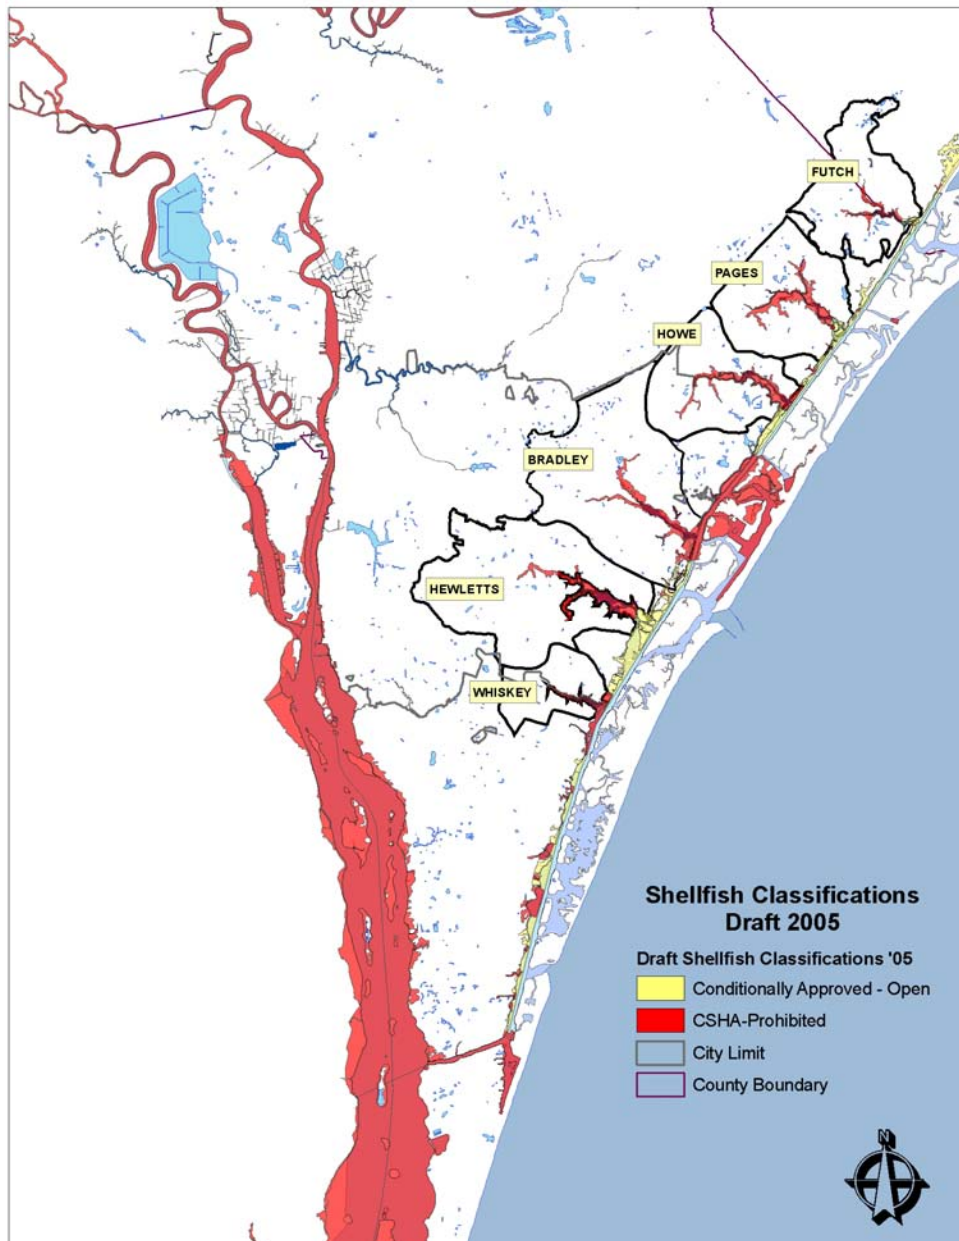 FUTCH
PAGES
HOWE
BRADLEY
HEWLETTS
WHISKEY
Shellfish Classifications
Draft 2005
Draft Shellfish Classifications '05
Conditionally Approved - Open
CSHA-Prohibited
City Limit
County Boundary
N